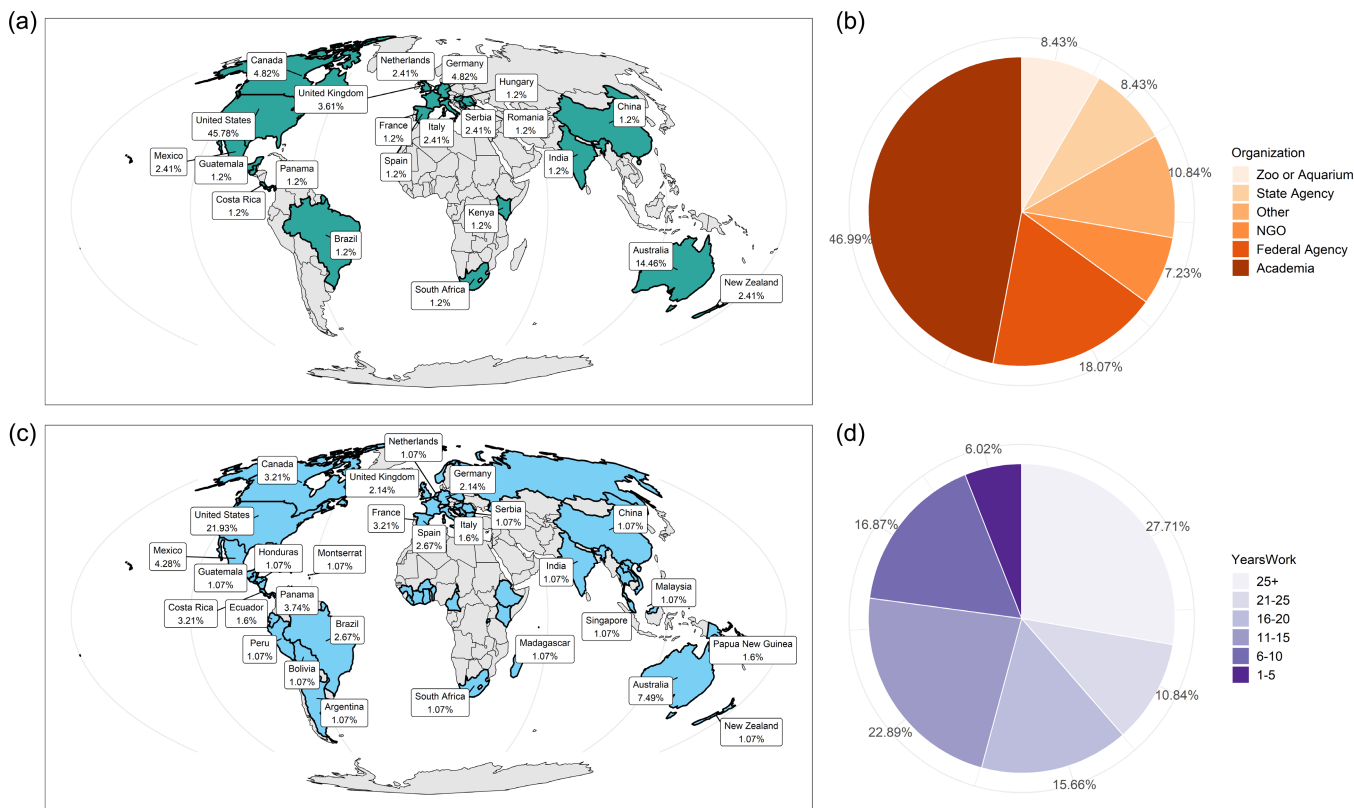 (a)
Canada
4.82%
Netherlands
2.41%
Germany
4.82%
United Kingdom
3.61%
Hungary
1.2%
China
1.2%
United States
45.78%
France
1.2%
Italy
2.41%
Serbia
2.41%
Romania
1.2%
Mexico
2.41%
Guatemala
1.2%
Panama
1.2%
Spain
1.2%
India
1.2%
Costa Rica
1.2%
Kenya
1.2%
Brazil
1.2%
Australia
14.46%
South Africa
1.2%
New Zealand
2.41%
(b)
8.43%
8.43%
10.84%
7.23%
18.07%
46.99%
Organization
Zoo or Aquarium
State Agency
Other
NGO
Federal Agency
Academia
(c)
Netherlands
1.07%
Canada
3.21%
United Kingdom
2.14%
Germany
2.14%
United States
21.93%
France
3.21%
Spain
2.67%
Italy
1.6%
Serbia
1.07%
China
1.07%
Mexico
4.28%
Guatemala
1.07%
Honduras
1.07%
Montserrat
1.07%
India
1.07%
Malaysia
1.07%
Costa Rica
3.21%
Ecuador
1.6%
Panama
3.74%
Singapore
1.07%
Brazil
2.67%
Peru
1.07%
Madagascar
1.07%
Papua New Guinea
1.6%
Bolivia
1.07%
South Africa
1.07%
Australia
7.49%
Argentina
1.07%
New Zealand
1.07%
(d)
6.02%
27.71%
16.87%
10.84%
22.89%
15.66%
YearsWork
25+
21-25
16-20
11-15
6-10
1-5